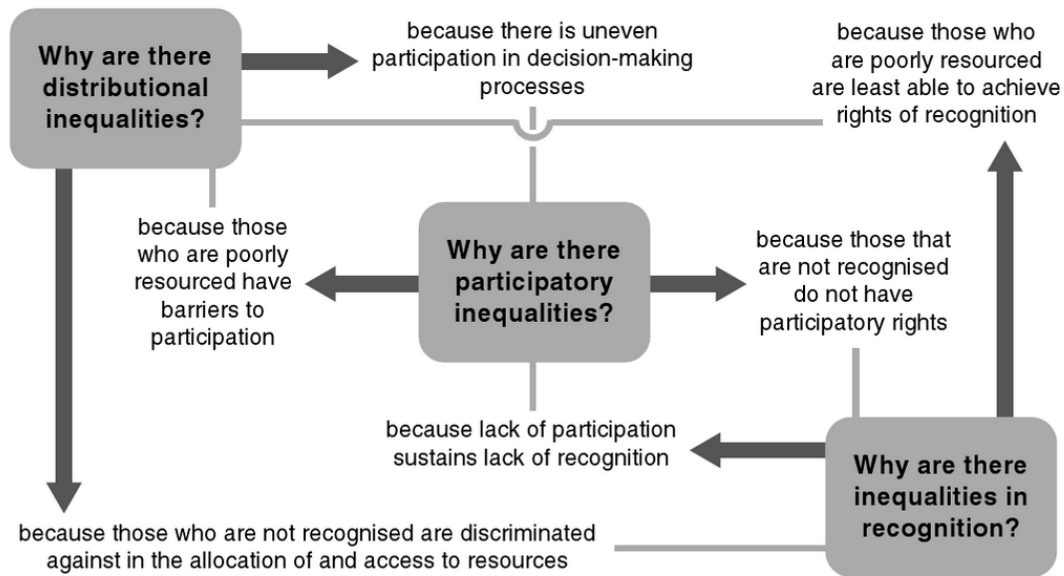 Why are there
distributional
inequalities?
because there is uneven
participation in decision-making
processes
because those who
are poorly resourced
are least able to achieve
rights of recognition
because those
who are poorly
resourced have
barriers to
participation
Why are there
participatory
inequalities?
because those that
are not recognised
do not have
participatory rights
because lack of participation
sustains lack of recognition
Why are there
inequalities in
recognition?
because those who are not recognised are discriminated
against in the allocation of and access to resources